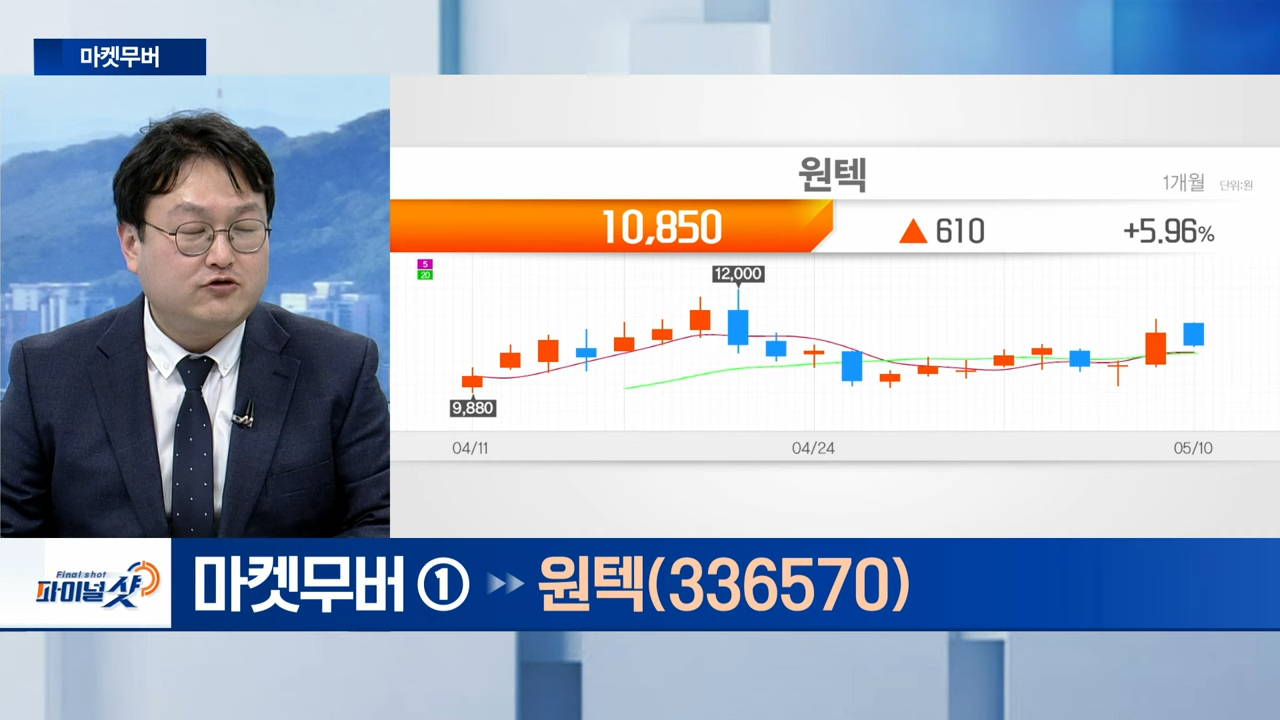 마켓무버
원텍
1개월 단위:원
10,850 ▲ 610 +5.96%
5
20
12,000
9,880
04/11 04/24 05/10
Final shot
파이널샷
마켓무버 ① 원텍(336570)